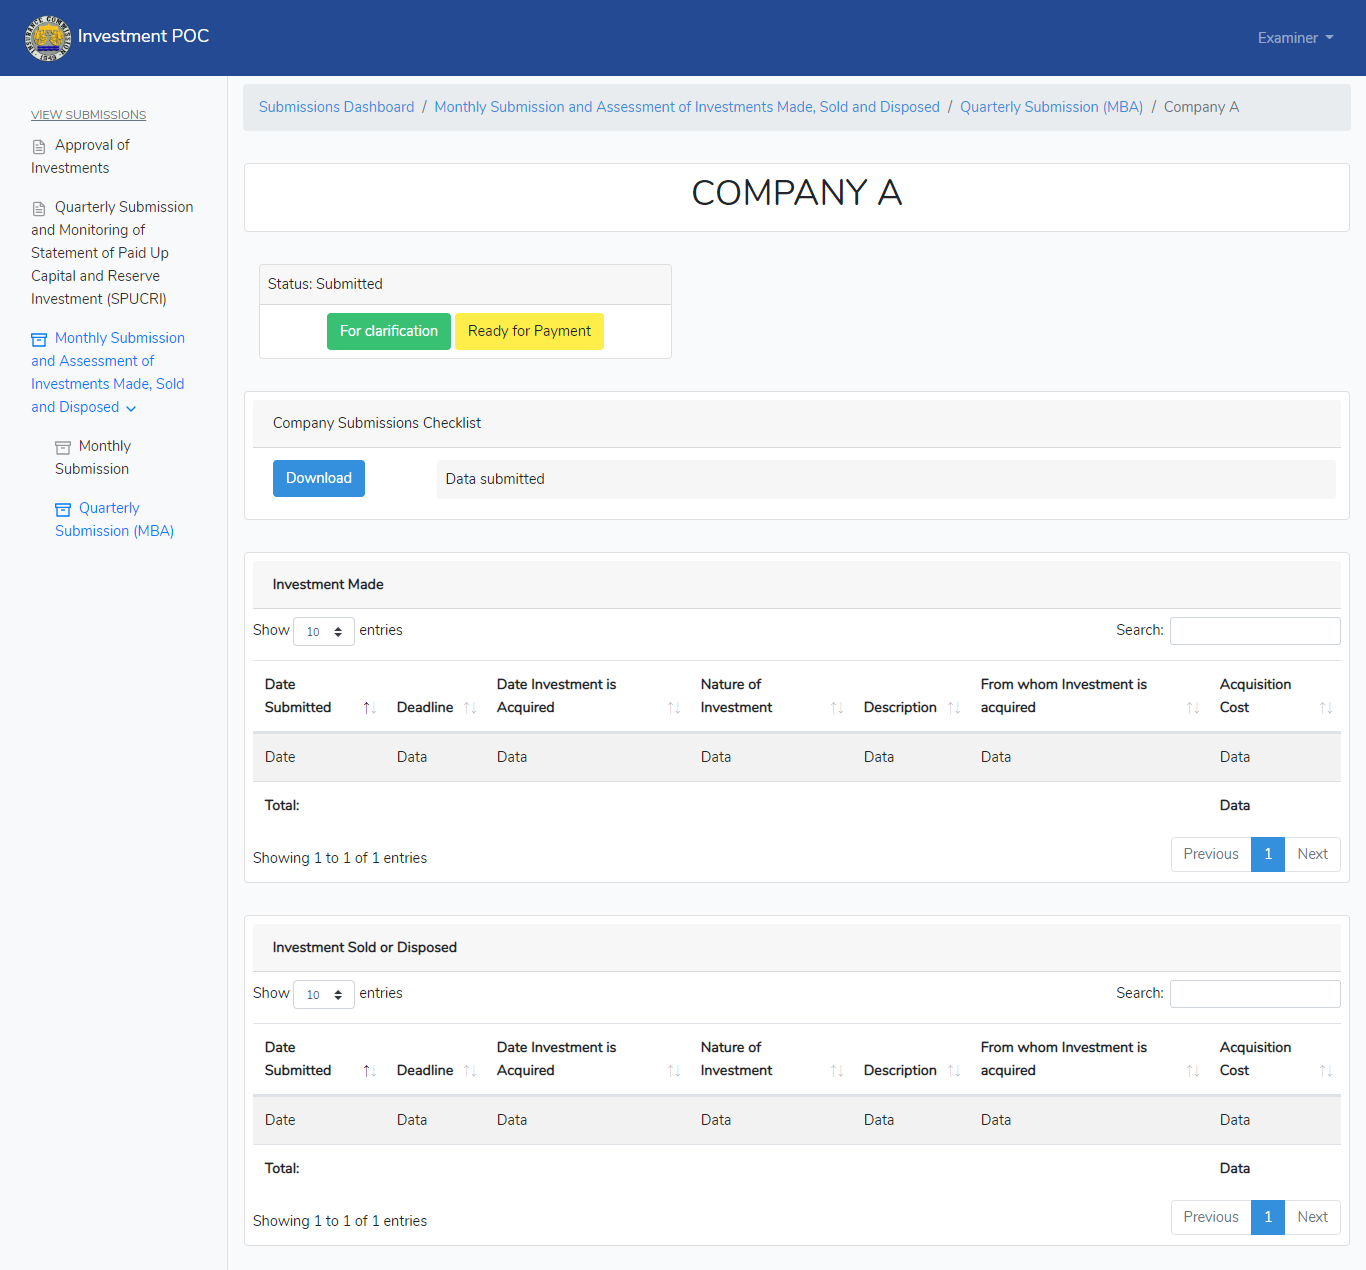 INSURANCE COMMISSION
1949
Investment POC
Examiner
VIEW SUBMISSIONS
Approval of
Investments
Quarterly Submission
and Monitoring of
Statement of Paid Up
Capital and Reserve
Investment (SPUCRI)
Monthly Submission
and Assessment of
Investments Made, Sold
and Disposed
Monthly
Submission
Quarterly
Submission (MBA)
Submissions Dashboard / Monthly Submission and Assessment of Investments Made, Sold and Disposed / Quarterly Submission (MBA) / Company A
COMPANY A
Status: Submitted
For clarification Ready for Payment
Company Submissions Checklist
Download Data submitted
Investment Made
Show 10 entries Search:
Date Date Investment is Nature of From whom Investment is Acquisition
Submitted Deadline Acquired Investment Description acquired Cost
Date Data Data Data Data Data Data
Total: Data
Showing 1 to 1 of 1 entries Previous 1 Next
Investment Sold or Disposed
Show 10 entries Search:
Date Date Investment is Nature of From whom Investment is Acquisition
Submitted Deadline Acquired Investment Description acquired Cost
Date Data Data Data Data Data Data
Total: Data
Showing 1 to 1 of 1 entries Previous 1 Next